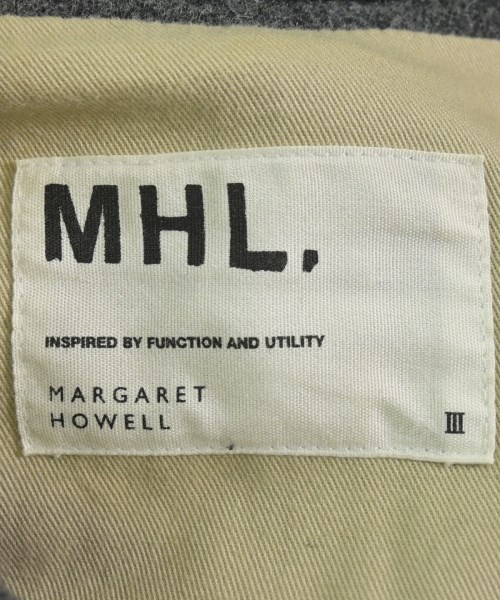 MHL.
INSPIRED BY FUNCTION AND UTILITY
MARGARET
HOWELL
III